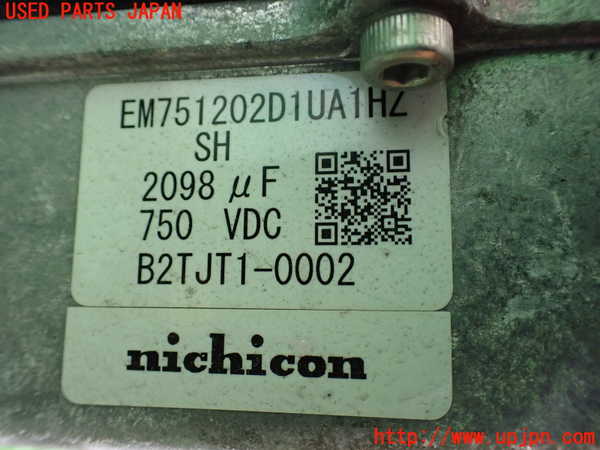 USED PARTS JAPAN
EM751202D1UA1HZ
SH
2098 μF
750 VDC
B2TJT1-0002
nichicon
http://www.upjpn.com/